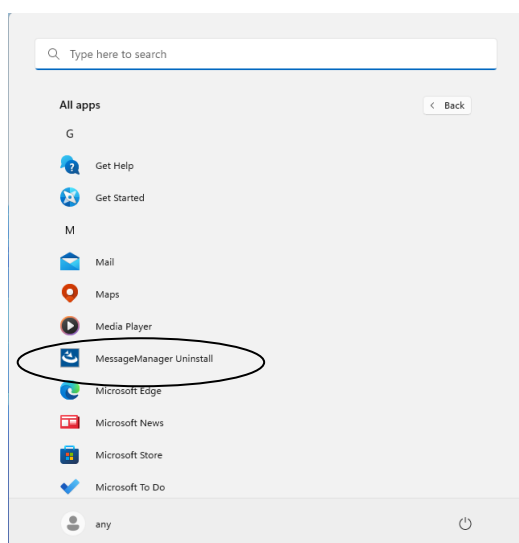 Type here to search
All apps
< Back
G
Get Help
Get Started
M
Mail
Maps
Media Player
MessageManager Uninstall
Microsoft Edge
Microsoft News
Microsoft Store
Microsoft To Do
any